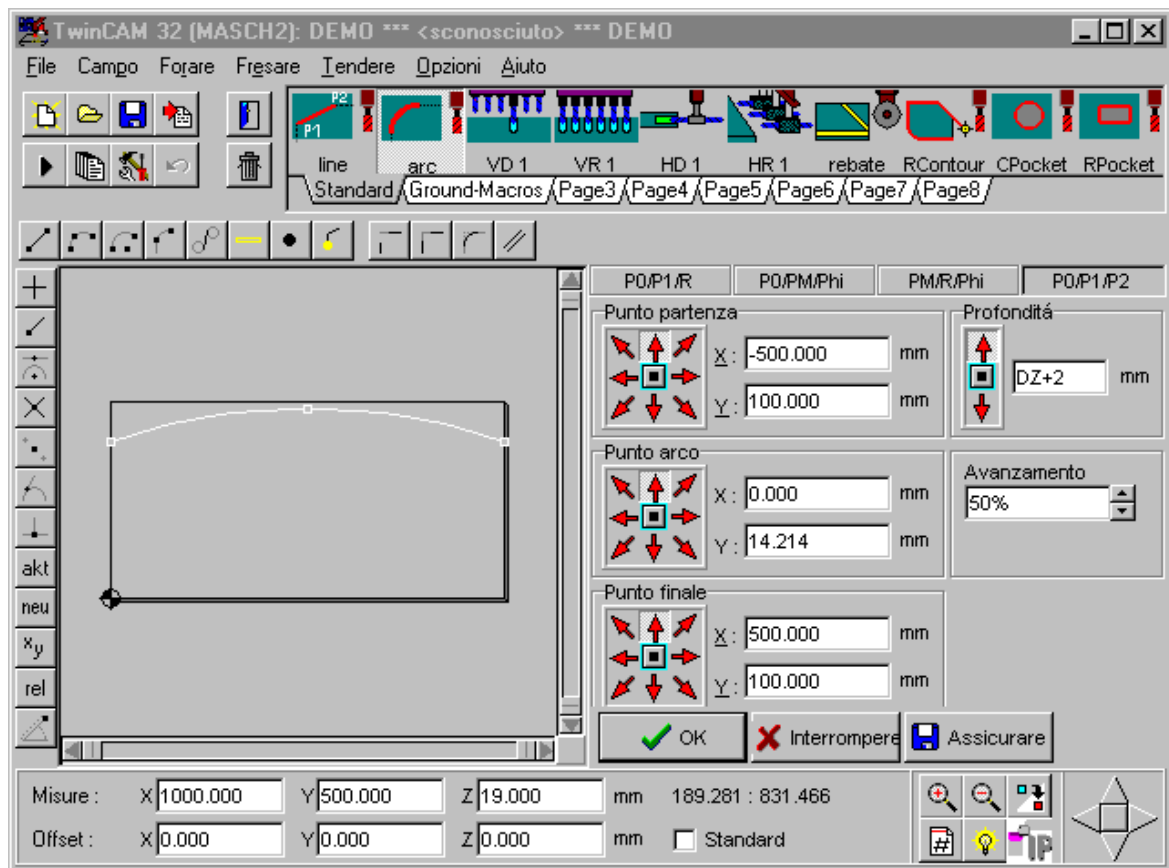 TwinCAM 32 (MASCH2): DEMO *** <sconosciuto> *** DEMO
File Campo Forare Fresare Tendere Opzioni Aiuto
P2
P1
line arc VD 1 VR 1 HD 1 HR 1 rebate RContour CPocket RPocket
Standard Ground-Macros Page3 Page4 Page5 Page6 Page7 Page8
P0/P1/R P0/PM/Phi PM/R/Phi P0/P1/P2
Punto partenza
X : -500.000 mm
Y : 100.000 mm
Profonditá
DZ+2 mm
Punto arco
X : 0.000 mm
Y : 14.214 mm
Avanzamento
50%
Punto finale
X : 500.000 mm
Y : 100.000 mm
akt
neu
xy
rel
OK Interrompere Assicurare
Misure : X 1000.000 Y 500.000 Z 19.000 mm 189.281 : 831.466
Offset : X 0.000 Y 0.000 Z 0.000 mm Standard
#
IP